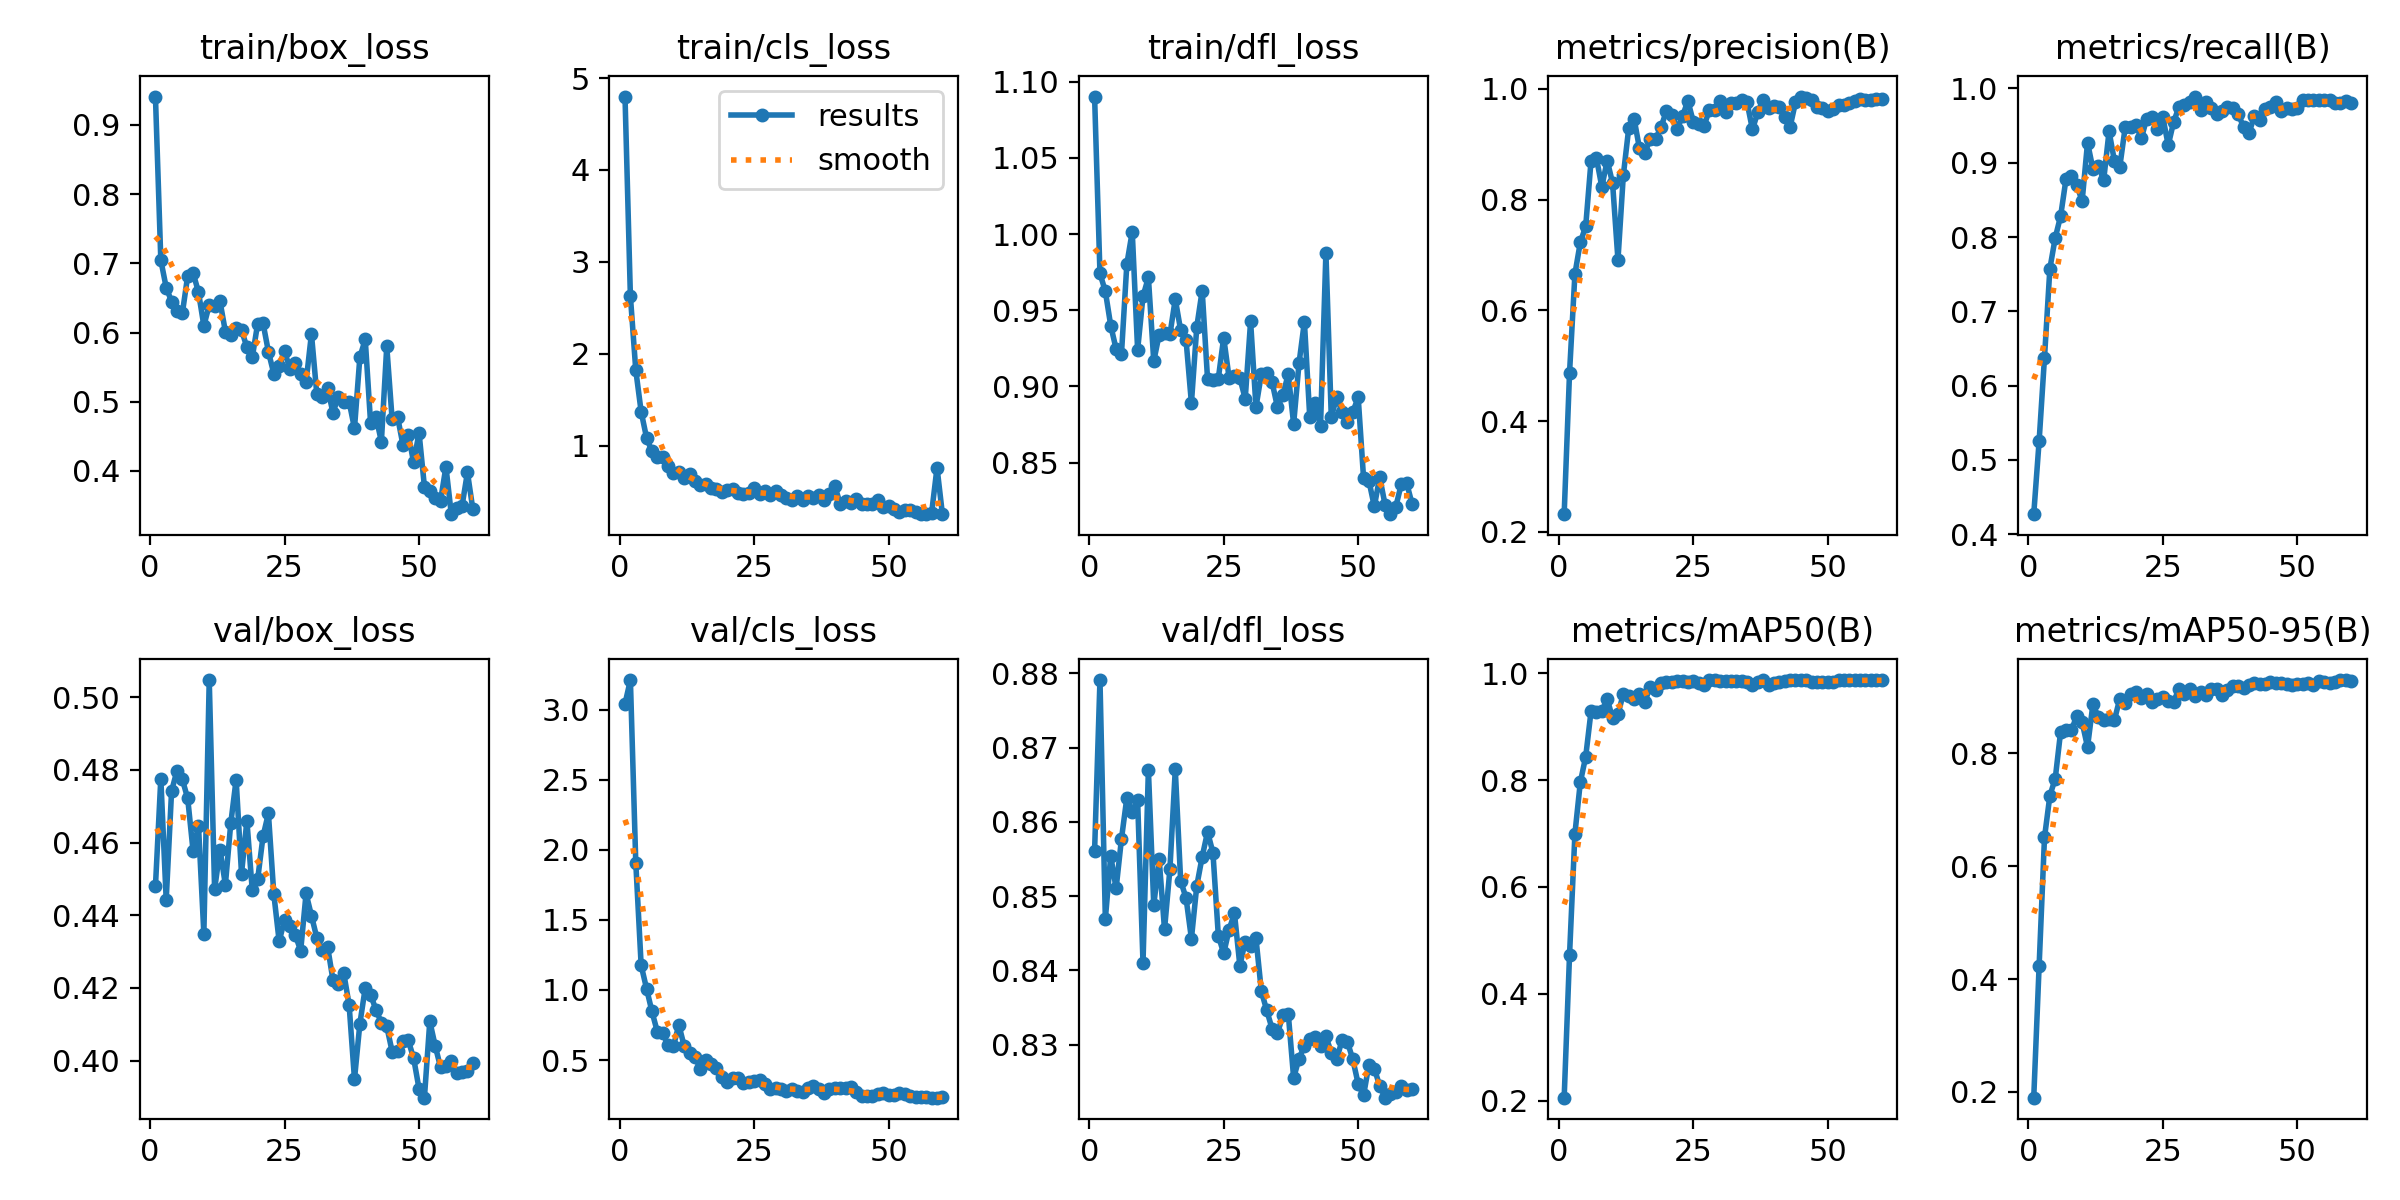 train/box_loss
0.9
0.8
0.7
0.6
0.5
0.4
0 25 50
train/cls_loss
results
smooth
5
4
3
2
1
0 25 50
train/dfl_loss
1.10
1.05
1.00
0.95
0.90
0.85
0 25 50
metrics/precision(B)
1.0
0.8
0.6
0.4
0.2
0 25 50
metrics/recall(B)
1.0
0.9
0.8
0.7
0.6
0.5
0.4
0 25 50
val/box_loss
0.50
0.48
0.46
0.44
0.42
0.40
0 25 50
val/cls_loss
3.0
2.5
2.0
1.5
1.0
0.5
0 25 50
val/dfl_loss
0.88
0.87
0.86
0.85
0.84
0.83
0 25 50
metrics/mAP50(B)
1.0
0.8
0.6
0.4
0.2
0 25 50
metrics/mAP50-95(B)
0.8
0.6
0.4
0.2
0 25 50